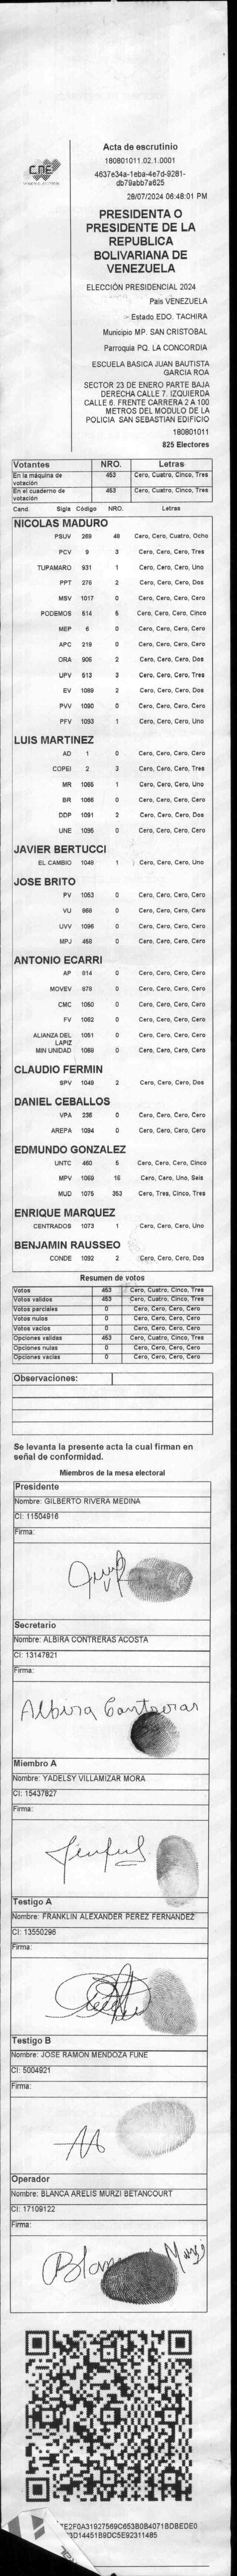 CNE
Acta de escrutinio
180801011.02.1.0001
4637e34a-1eba-4e7d-9281-
db79abb7a625
28/07/2024 06:48:01 PM
PRESIDENTA O
PRESIDENTE DE LA
REPUBLICA
BOLIVARIANA DE
VENEZUELA
ELECCIÓN PRESIDENCIAL 2024
País VENEZUELA
Estado EDO. TACHIRA
Municipio MP. SAN CRISTOBAL
Parroquia PQ. LA CONCORDIA
ESCUELA BASICA JUAN BAUTISTA
GARCIA ROA
SECTOR 23 DE ENERO PARTE BAJA
DERECHA CALLE 7. IZQUIERDA
CALLE 6. FRENTE CARRERA 2 A 100
METROS DEL MODULO DE LA
POLICIA SAN SEBASTIAN EDIFICIO
180801011
825 Electores
Votantes NRO. Letras
En la máquina de votación 453 Cero, Cuatro, Cinco, Tres
En el cuaderno de votación 453 Cero, Cuatro, Cinco, Tres
Cand. Sigla Código NRO. Letras
NICOLAS MADURO
PSUV 269 48 Cero, Cero, Cuatro, Ocho
PCV 9 3 Cero, Cero, Cero, Tres
TUPAMARO 931 1 Cero, Cero, Cero, Uno
PPT 276 2 Cero, Cero, Cero, Dos
MSV 1017 0 Cero, Cero, Cero, Cero
PODEMOS 514 5 Cero, Cero, Cero, Cinco
MEP 6 0 Cero, Cero, Cero, Cero
APC 219 0 Cero, Cero, Cero, Cero
ORA 906 2 Cero, Cero, Cero, Dos
UPV 613 3 Cero, Cero, Cero, Tres
EV 1089 2 Cero, Cero, Cero, Dos
PVV 1090 0 Cero, Cero, Cero, Cero
PFV 1093 1 Cero, Cero, Cero, Uno
LUIS MARTINEZ
AD 1 0 Cero, Cero, Cero, Cero
COPEI 2 3 Cero, Cero, Cero, Tres
MR 1065 1 Cero, Cero, Cero, Uno
BR 1066 0 Cero, Cero, Cero, Cero
DDP 1091 2 Cero, Cero, Cero, Dos
UNE 1095 0 Cero, Cero, Cero, Cero
JAVIER BERTUCCI
EL CAMBIO 1048 1 Cero, Cero, Cero, Uno
JOSE BRITO
PV 1053 0 Cero, Cero, Cero, Cero
VU 868 0 Cero, Cero, Cero, Cero
UVV 1096 0 Cero, Cero, Cero, Cero
MPJ 458 0 Cero, Cero, Cero, Cero
ANTONIO ECARRI
AP 814 0 Cero, Cero, Cero, Cero
MOVEV 878 0 Cero, Cero, Cero, Cero
CMC 1050 0 Cero, Cero, Cero, Cero
FV 1062 0 Cero, Cero, Cero, Cero
ALIANZA DEL LAPIZ 1051 0 Cero, Cero, Cero, Cero
MIN UNIDAD 1068 0 Cero, Cero, Cero, Cero
CLAUDIO FERMIN
SPV 1049 2 Cero, Cero, Cero, Dos
DANIEL CEBALLOS
VPA 236 0 Cero, Cero, Cero, Cero
AREPA 1094 0 Cero, Cero, Cero, Cero
EDMUNDO GONZALEZ
UNTC 460 5 Cero, Cero, Cero, Cinco
MPV 1069 16 Cero, Cero, Uno, Seis
MUD 1075 353 Cero, Tres, Cinco, Tres
ENRIQUE MARQUEZ
CENTRADOS 1073 1 Cero, Cero, Cero, Uno
BENJAMIN RAUSSEO
CONDE 1092 2 Cero, Cero, Cero, Dos
Resumen de votos
Votos 453 Cero, Cuatro, Cinco, Tres
Votos validos 453 Cero, Cuatro, Cinco, Tres
Votos parciales 0 Cero, Cero, Cero, Cero
Votos nulos 0 Cero, Cero, Cero, Cero
Votos vacios 0 Cero, Cero, Cero, Cero
Opciones validas 453 Cero, Cuatro, Cinco, Tres
Opciones nulas 0 Cero, Cero, Cero, Cero
Opciones vacias 0 Cero, Cero, Cero, Cero
Observaciones:
Se levanta la presente acta la cual firman en
señal de conformidad.
Miembros de la mesa electoral
Presidente
Nombre: GILBERTO RIVERA MEDINA
CI: 11504916
Firma:
Secretario
Nombre: ALBIRA CONTRERAS ACOSTA
CI: 13147821
Firma:
Albira Contreras
Miembro A
Nombre: YADELSY VILLAMIZAR MORA
CI: 15437827
Firma:
Testigo A
Nombre: FRANKLIN ALEXANDER PEREZ FERNANDEZ
CI: 13550296
Firma:
Testigo B
Nombre: JOSE RAMON MENDOZA FUNE
CI: 5004921
Firma:
Operador
Nombre: BLANCA ARELIS MURZI BETANCOURT
CI: 17109122
Firma:
7E2F0A31927569C653B0B4071BDBEDE0
3D14451B9DC5E92311485